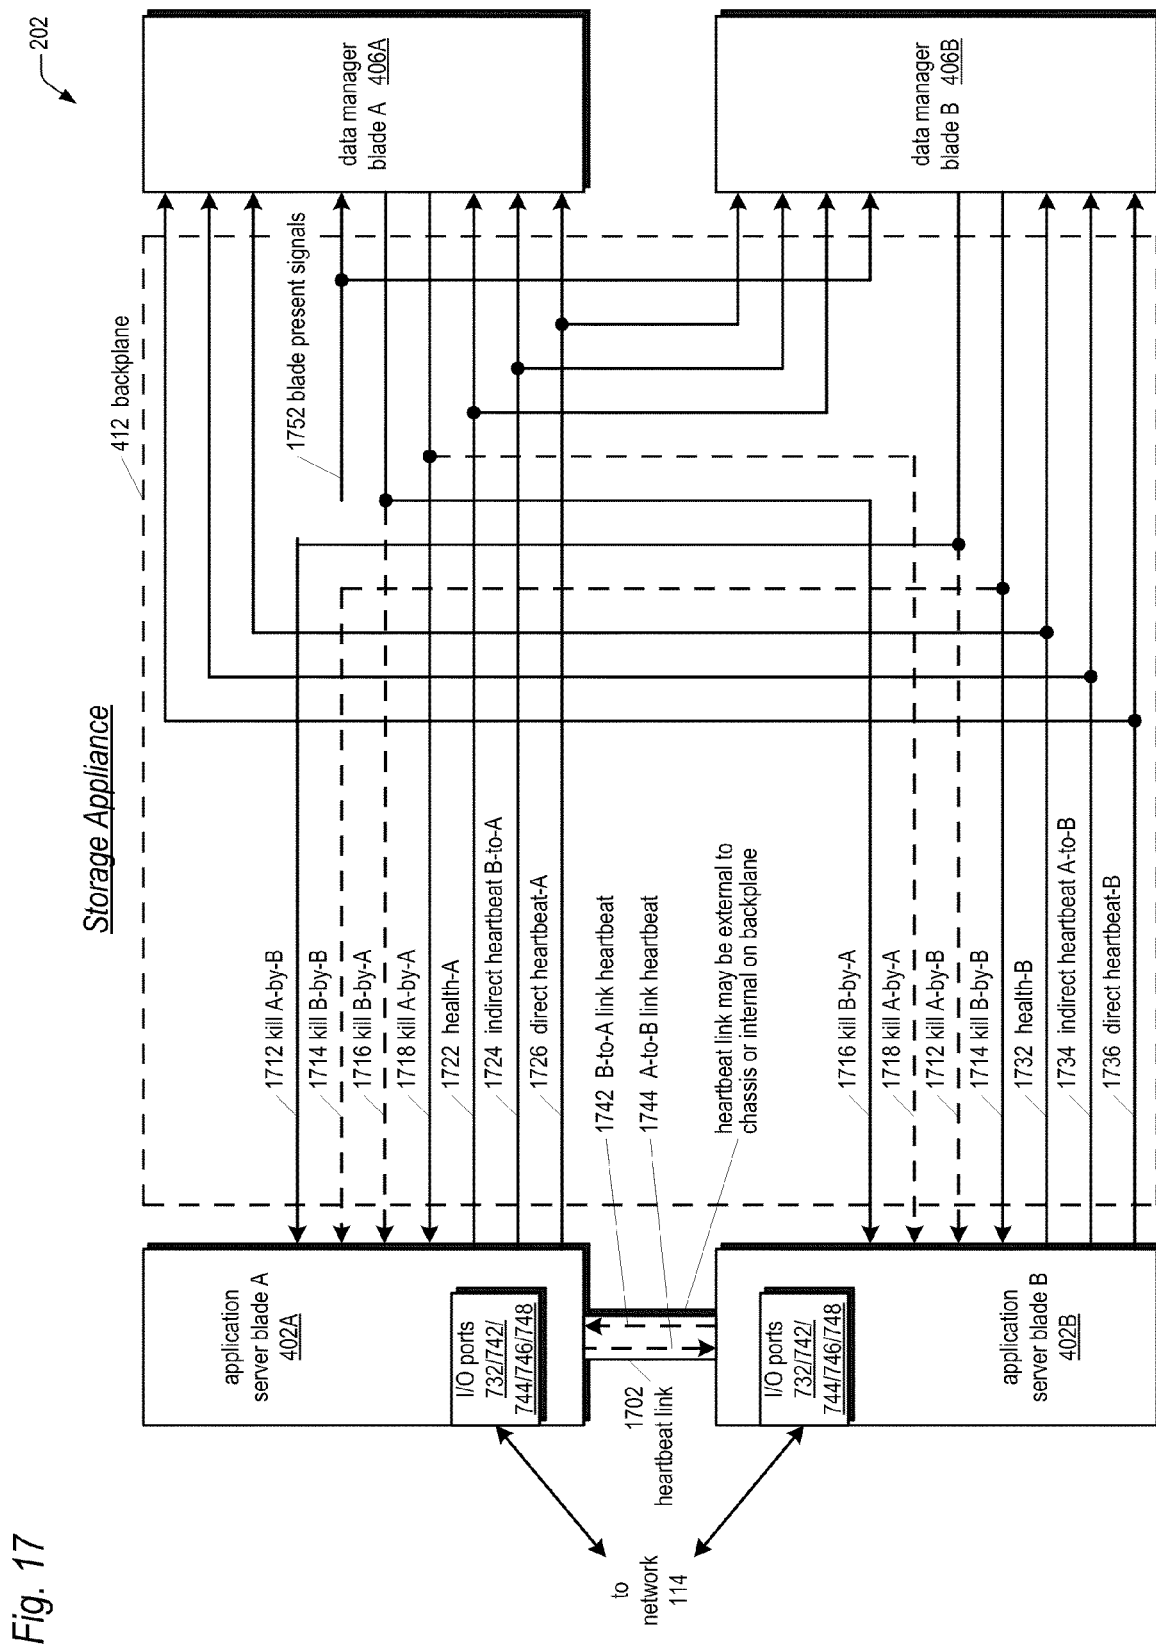 Fig. 17
Storage Appliance
202
to
network
114
application
server blade A
402A
I/O ports
732/742/
744/746/748
1702
heartbeat link
I/O ports
732/742/
744/746/748
application
server blade B
402B
412 backplane
1712 kill A-by-B
1714 kill B-by-B
1716 kill B-by-A
1718 kill A-by-A
1722 health-A
1724 indirect heartbeat B-to-A
1726 direct heartbeat-A
1742 B-to-A link heartbeat
1744 A-to-B link heartbeat
heartbeat link may be external to
chassis or internal on backplane
1716 kill B-by-A
1718 kill A-by-A
1712 kill A-by-B
1714 kill B-by-B
1732 health-B
1734 indirect heartbeat A-to-B
1736 direct heartbeat-B
1752 blade present signals
data manager
blade A 406A
data manager
blade B 406B